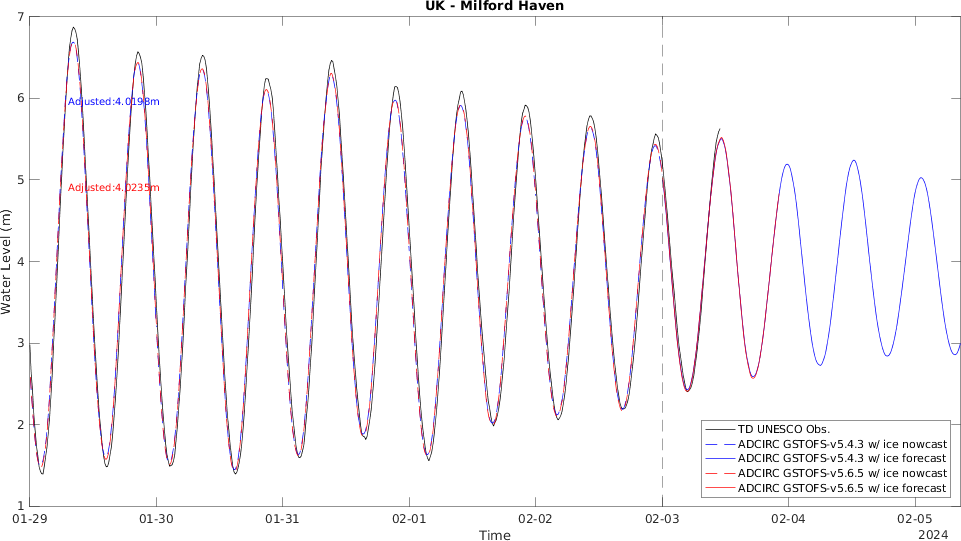 UK - Milford Haven
7
6
5
4
3
2
1
Water Level (m)
Adjusted:4.0198m
Adjusted:4.0235m
TD UNESCO Obs.
ADCIRC GSTOFS-v5.4.3 w/ ice nowcast
ADCIRC GSTOFS-v5.4.3 w/ ice forecast
ADCIRC GSTOFS-v5.6.5 w/ ice nowcast
ADCIRC GSTOFS-v5.6.5 w/ ice forecast
01-29 01-30 01-31 02-01 02-02 02-03 02-04 02-05
Time
2024